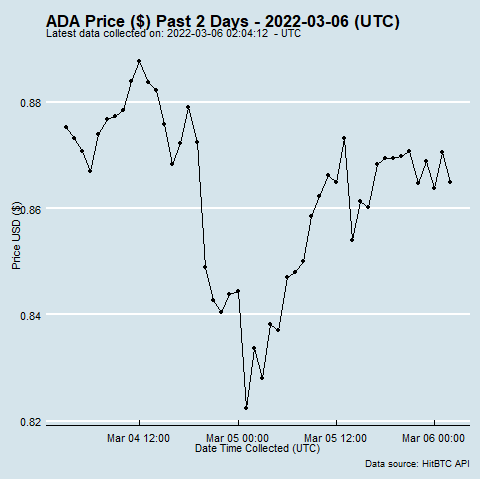 ADA Price ($) Past 2 Days - 2022-03-06 (UTC)
Latest data collected on: 2022-03-06 02:04:12 - UTC
0.88
0.86
0.84
0.82
Price USD ($)
Mar 04 12:00 Mar 05 00:00 Mar 05 12:00 Mar 06 00:00
Date Time Collected (UTC)
Data source: HitBTC API